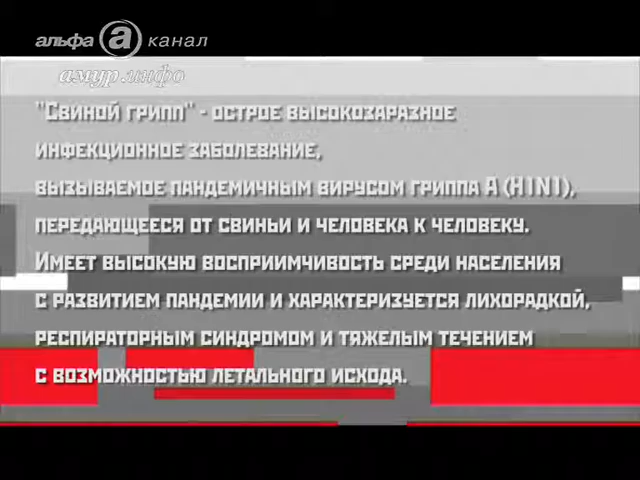 альфа а канал
амур.инфо
"Свиной грипп" - острое высокозаразное
инфекционное заболевание,
вызываемое пандемичным вирусом гриппа А (H1N1),
передающееся от свиньи и человека к человеку.
Имеет высокую восприимчивость среди населения
с развитием пандемии и характеризуется лихорадкой,
респираторным синдромом и тяжелым течением
с возможностью летального исхода.